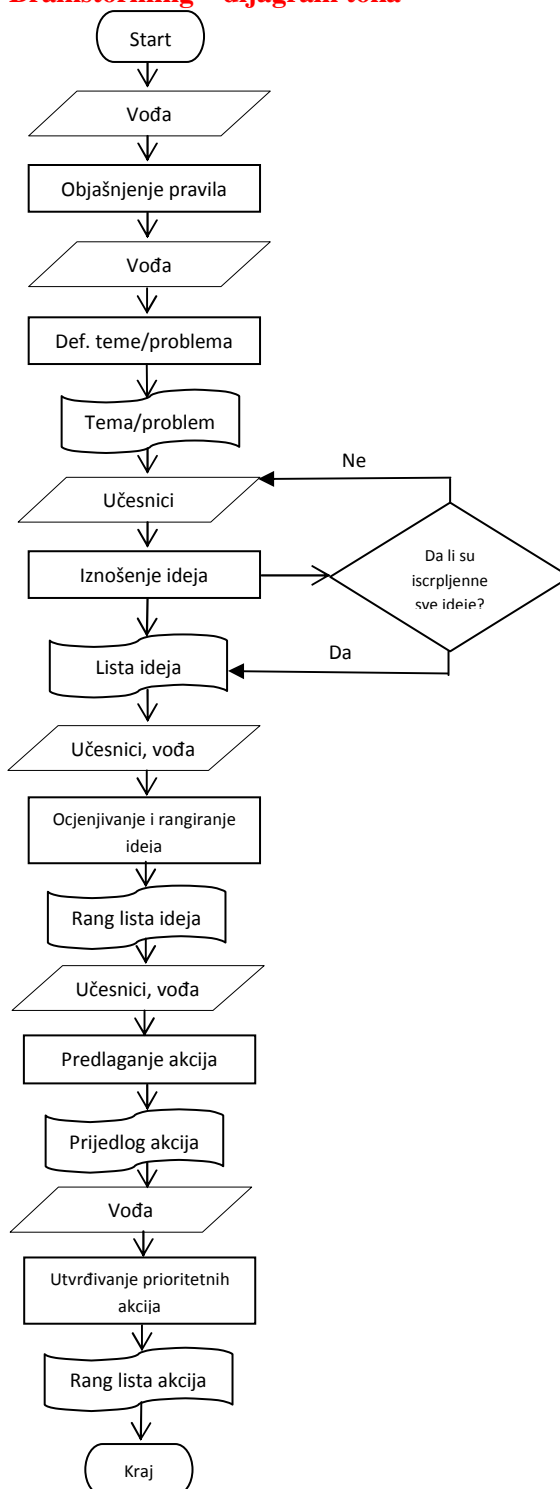 Brainstorming – dijagram toka
Start
Vođa
Objašnjenje pravila
Vođa
Def. teme/problema
Tema/problem
Ne
Učesnici
Da li su
iscrpljenne
sve ideje?
Iznošenje ideja
Da
Lista ideja
Učesnici, vođa
Ocjenjivanje i rangiranje
ideja
Rang lista ideja
Učesnici, vođa
Predlaganje akcija
Prijedlog akcija
Vođa
Utvrđivanje prioritetnih
akcija
Rang lista akcija
Kraj